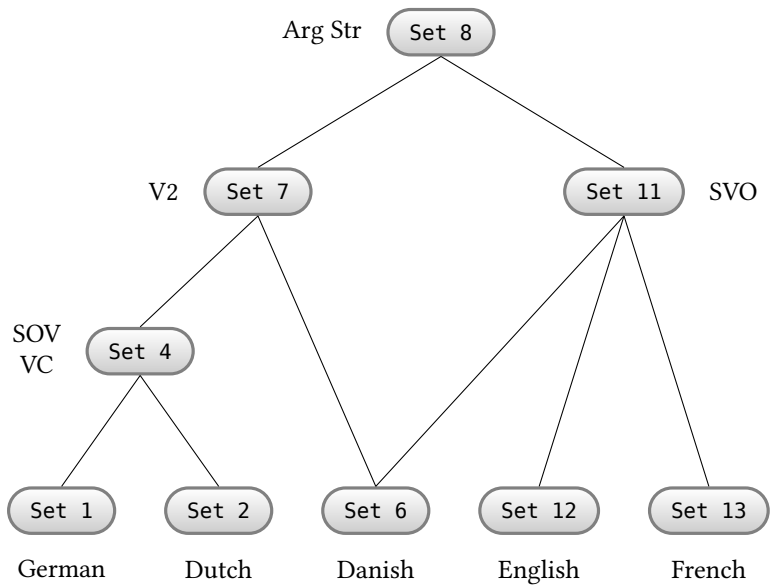 Arg Str
Set 8
V2
Set 7
Set 11
SVO
SOV
VC
Set 4
Set 1
Set 2
Set 6
Set 12
Set 13
German
Dutch
Danish
English
French